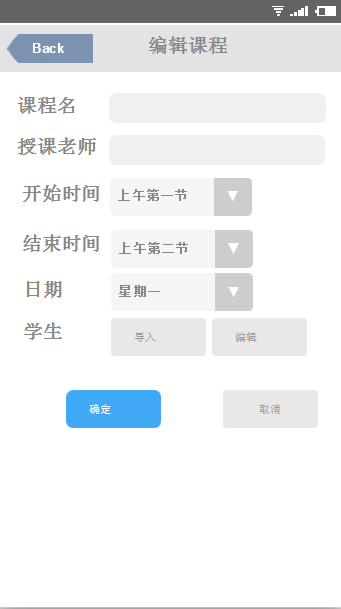 Back 编辑课程
课程名
授课老师
开始时间 上午第一节
结束时间 上午第二节
日期 星期一
学生 导入 编辑
确定 取消